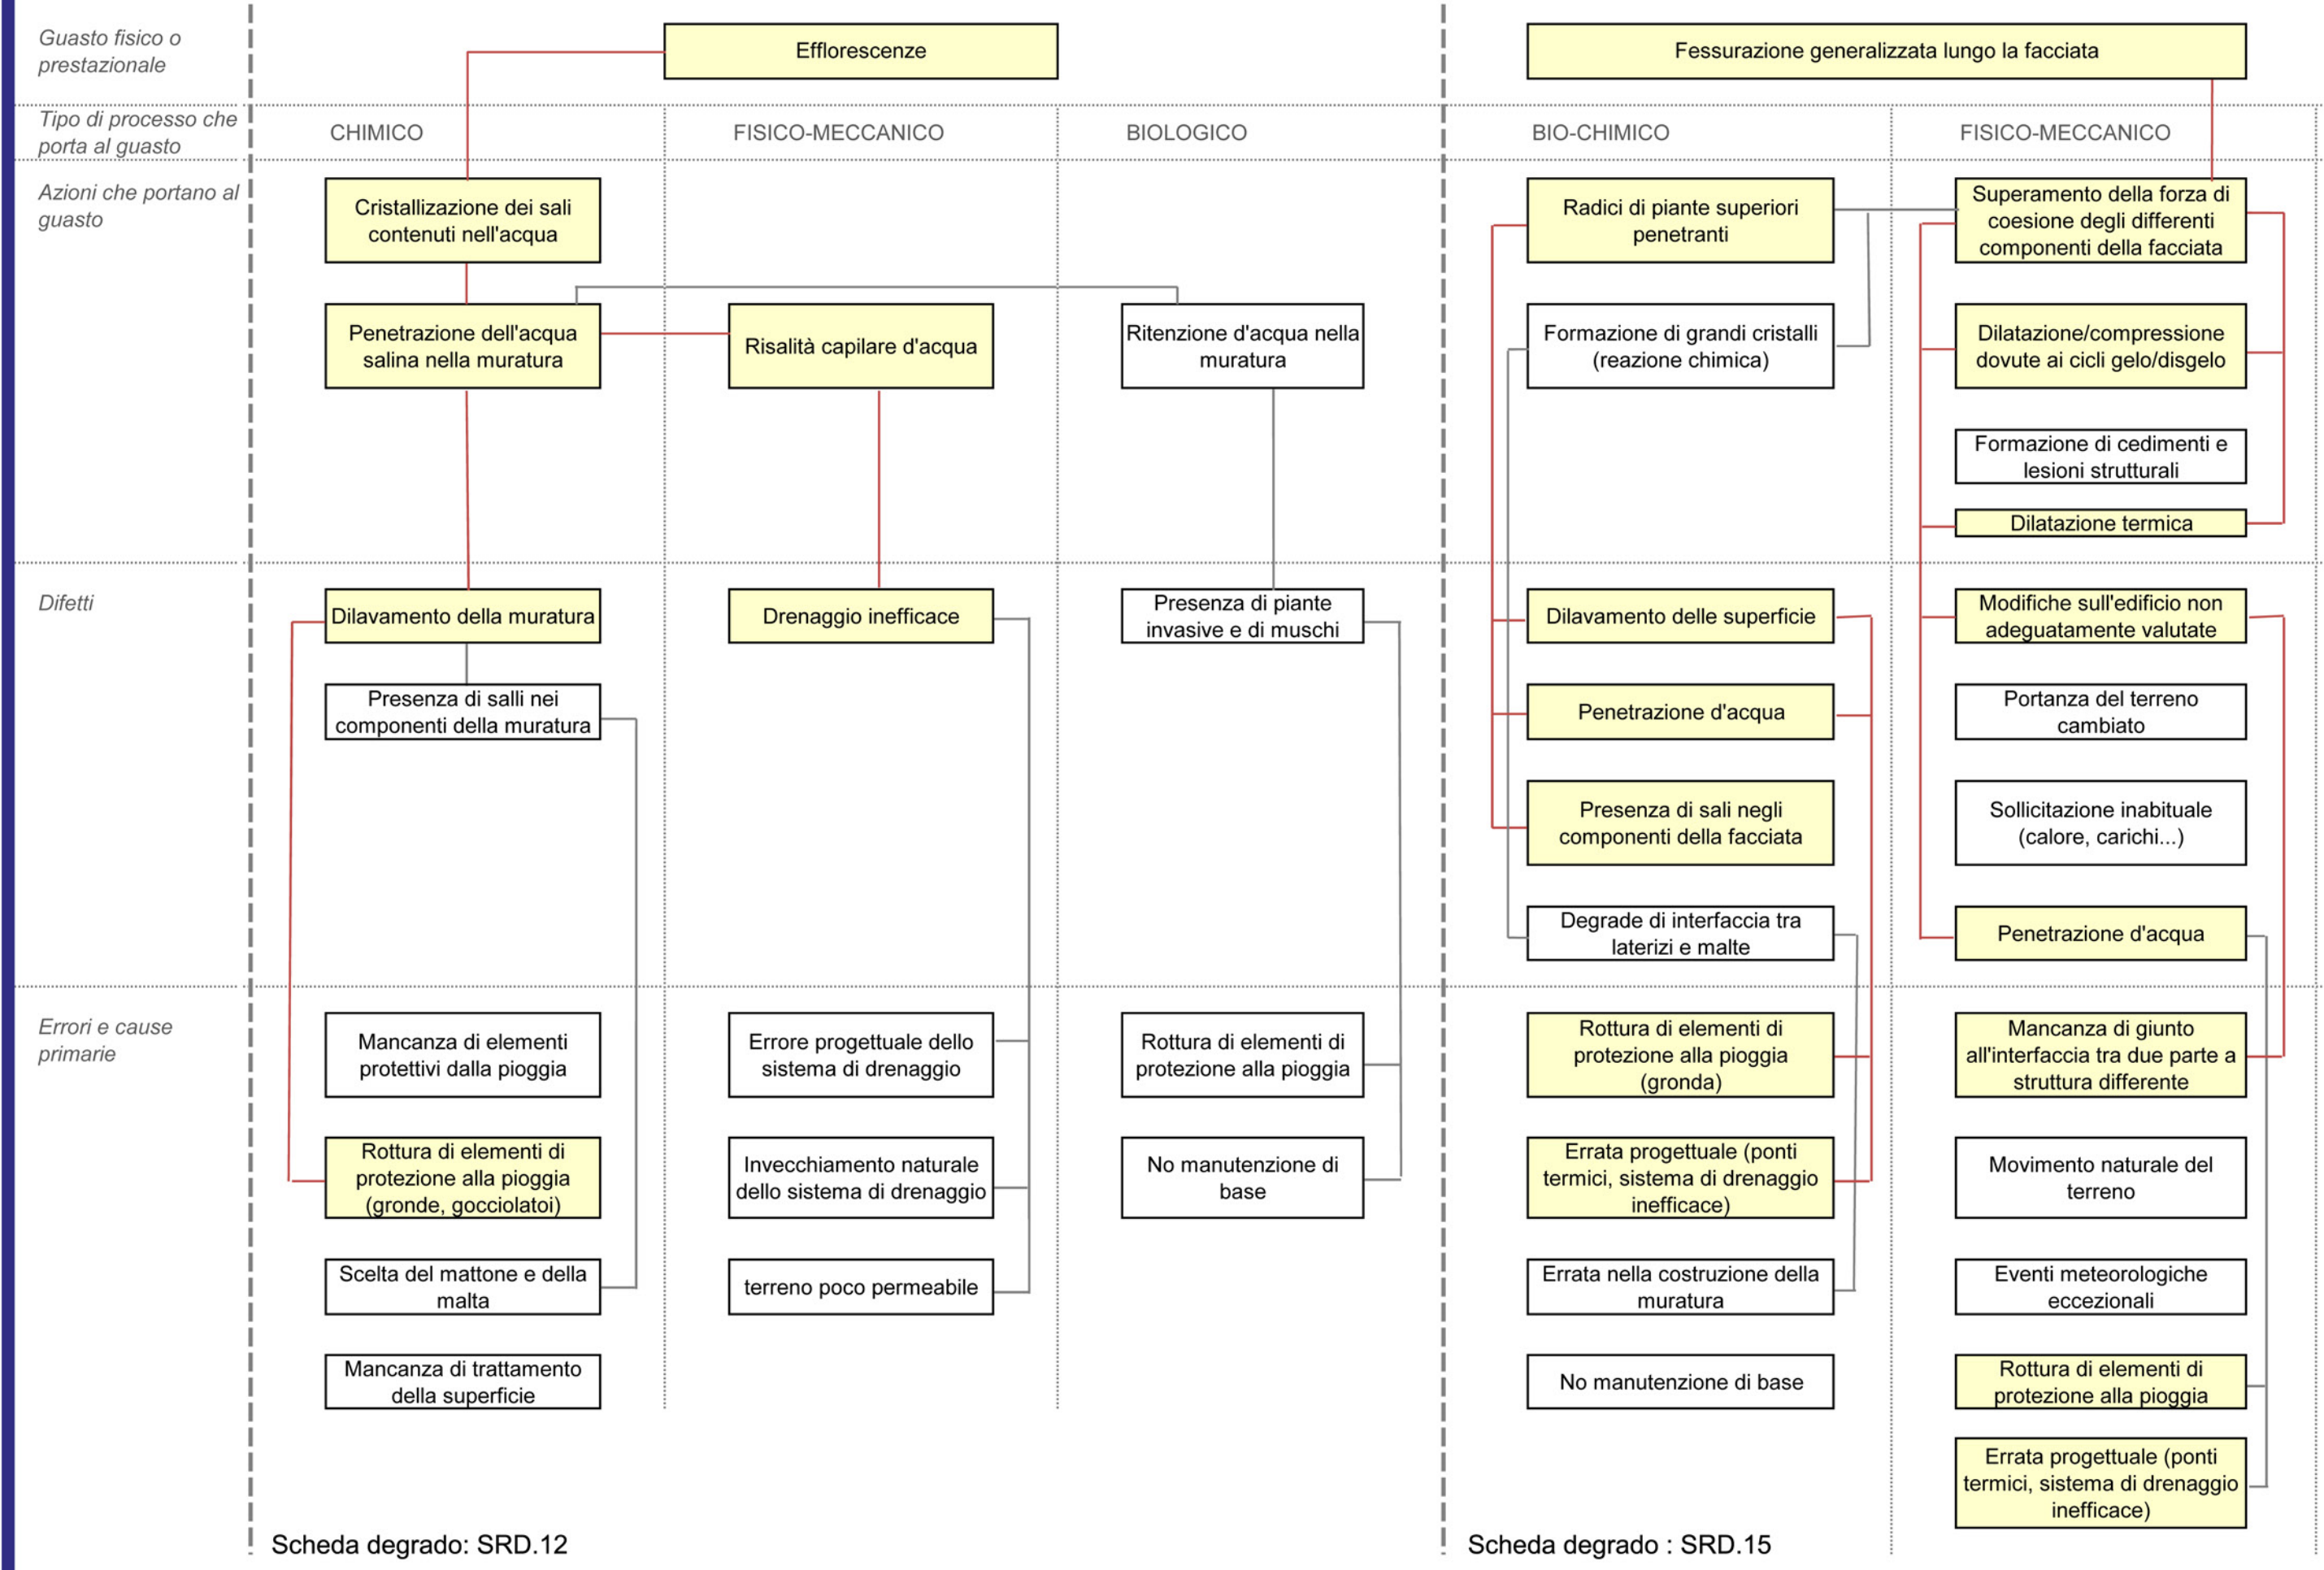 Guasto fisico o
prestazionale
Efflorescenze
Fessurazione generalizzata lungo la facciata
Tipo di processo che
porta al guasto
CHIMICO
FISICO-MECCANICO
BIOLOGICO
BIO-CHIMICO
FISICO-MECCANICO
Azioni che portano al
guasto
Cristallizazione dei sali
contenuti nell'acqua
Radici di piante superiori
penetranti
Superamento della forza di
coesione degli differenti
componenti della facciata
Penetrazione dell'acqua
salina nella muratura
Risalità capilare d'acqua
Ritenzione d'acqua nella
muratura
Formazione di grandi cristalli
(reazione chimica)
Dilatazione/compressione
dovute ai cicli gelo/disgelo
Formazione di cedimenti e
lesioni strutturali
Dilatazione termica
Difetti
Dilavamento della muratura
Drenaggio inefficace
Presenza di piante
invasive e di muschi
Dilavamento delle superficie
Modifiche sull'edificio non
adeguatamente valutate
Presenza di salli nei
componenti della muratura
Penetrazione d'acqua
Portanza del terreno
cambiato
Presenza di sali negli
componenti della facciata
Sollicitazione inabituale
(calore, carichi...)
Degrade di interfaccia tra
laterizi e malte
Penetrazione d'acqua
Errori e cause
primarie
Mancanza di elementi
protettivi dalla pioggia
Errore progettuale dello
sistema di drenaggio
Rottura di elementi di
protezione alla pioggia
Rottura di elementi di
protezione alla pioggia
(gronda)
Mancanza di giunto
all'interfaccia tra due parte a
struttura differente
Rottura di elementi di
protezione alla pioggia
(gronde, gocciolatoi)
Invecchiamento naturale
dello sistema di drenaggio
No manutenzione di
base
Errata progettuale (ponti
termici, sistema di drenaggio
inefficace)
Movimento naturale del
terreno
Scelta del mattone e della
malta
terreno poco permeabile
Errata nella costruzione della
muratura
Eventi meteorologiche
eccezionali
Mancanza di trattamento
della superficie
No manutenzione di base
Rottura di elementi di
protezione alla pioggia
Errata progettuale (ponti
termici, sistema di drenaggio
inefficace)
Scheda degrado: SRD.12
Scheda degrado : SRD.15